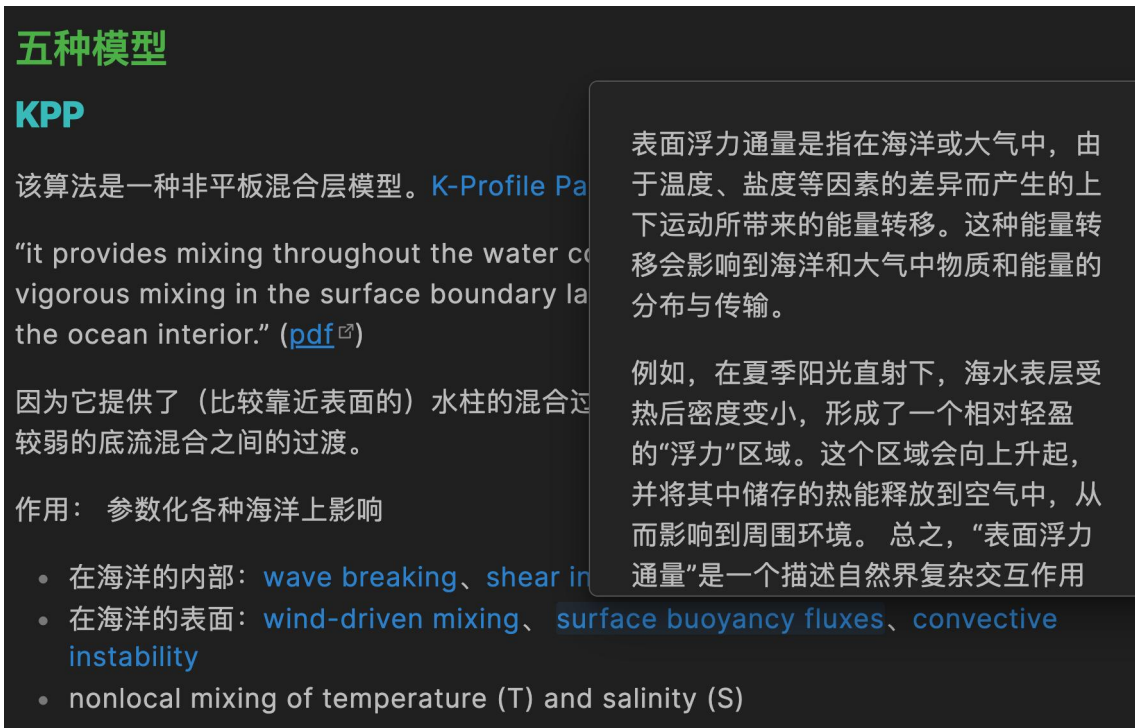 五种模型
KPP
该算法是一种非平板混合层模型。K-Profile Pa
“it provides mixing throughout the water
vigorous mixing in the surface boundary la
the ocean interior.” (pdf)
因为它提供了（比较靠近表面的）水柱的混合过
较弱的底流混合之间的过渡。
作用： 参数化各种海洋上影响
在海洋的内部：wave breaking、shear in
在海洋的表面：wind-driven mixing、 surface buoyancy fluxes、convective
instability
nonlocal mixing of temperature (T) and salinity (S)
表面浮力通量是指在海洋或大气中，由
于温度、盐度等因素的差异而产生的上
下运动所带来的能量转移。这种能量转
移会影响到海洋和大气中物质和能量的
分布与传输。
例如，在夏季阳光直射下，海水表层受
热后密度变小，形成了一个相对轻盈
的“浮力”区域。这个区域会向上升起，
并将其中储存的热能释放到空气中，从
而影响到周围环境。 总之，“表面浮力
通量”是一个描述自然界复杂交互作用